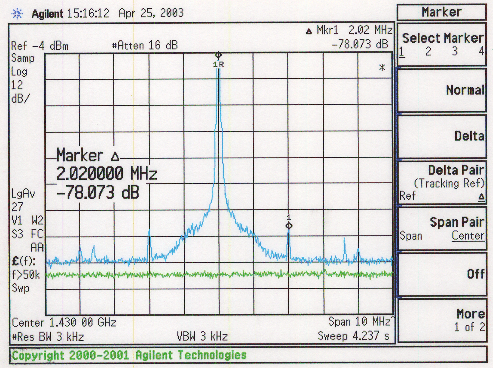 Agilent 15:16:12 Apr 25, 2003
Marker
Δ Mkr1 2.02 MHz
Ref -4 dBm #Atten 16 dB -78.073 dB
Samp
Log
12
dB/
1R
*
Marker Δ
2.020000 MHz
-78.073 dB
1
LgAv
27
V1 W2
S3 FC
AA
£(f):
f>50k
Swp
Center 1.430 00 GHz Span 10 MHz
#Res BW 3 kHz VBW 3 kHz Sweep 4.237 s
Copyright 2000-2001 Agilent Technologies
Select Marker
1 2 3 4
Normal
Delta
Delta Pair
(Tracking Ref)
Ref Δ
Span Pair
Span Center
Off
More
1 of 2